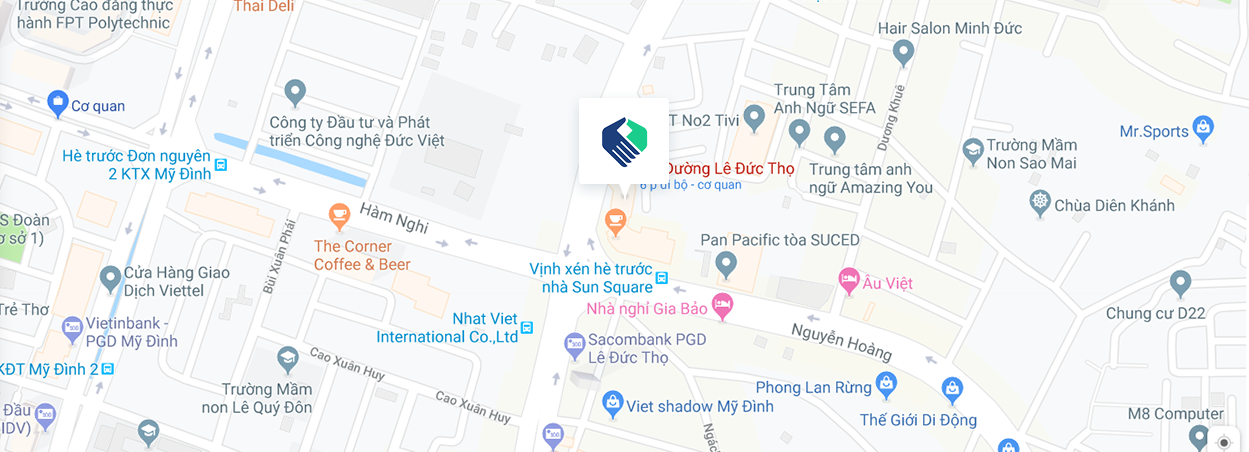 Trường Cao đẳng thực
hành FPT Polytechnic
Thai Deli
Hair Salon Minh Đức
Cơ quan
Công ty Đầu tư và Phát
triển Công nghệ Đức Việt
T No2 Tivi
Trung Tâm
Anh Ngữ SEFA
Dương Khuê
Mr.Sports
Hè trước Đơn nguyên
2 KTX Mỹ Đình
Đường Lê Đức Thọ
6 p đi bộ - cơ quan
Trung tâm anh
ngữ Amazing You
Trường Mầm
Non Sao Mai
Chùa Diên Khánh
S Đoàn
ơ sở 1)
Bùi Xuân Phái
Hàm Nghi
The Corner
Coffee & Beer
Pan Pacific tòa SUCED
Cửa Hàng Giao
Dịch Viettel
Vịnh xén hè trước
nhà Sun Square
Âu Việt
Nhà nghỉ Gia Bảo
Chung cư D22
Trẻ Thơ
Vietinbank -
PGD Mỹ Đình
Nhat Viet
International Co.,Ltd
Nguyễn Hoàng
Sacombank PGD
Lê Đức Thọ
KĐT Mỹ Đình 2
Cao Xuân Huy
Trường Mầm
non Lê Quý Đôn
Cao Xuân Huy
Phong Lan Rừng
Viet shadow Mỹ Đình
Thế Giới Di Động
Đầu
IDV)
Ngách
M8 Computer